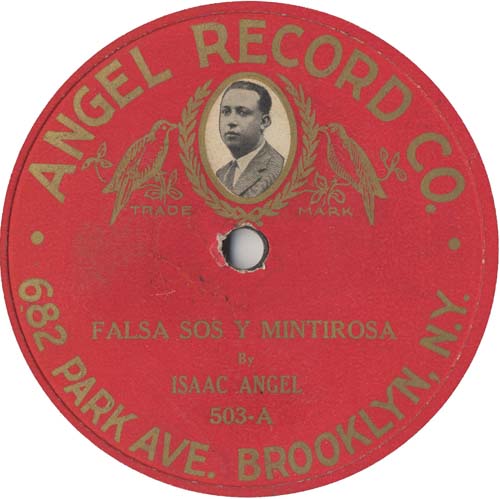 · ANGEL RECORD CO. ·
TRADE MARK
FALSA SOS Y MINTIROSA
By
ISAAC ANGEL
503-A
682 PARK AVE. BROOKLYN, N.Y.